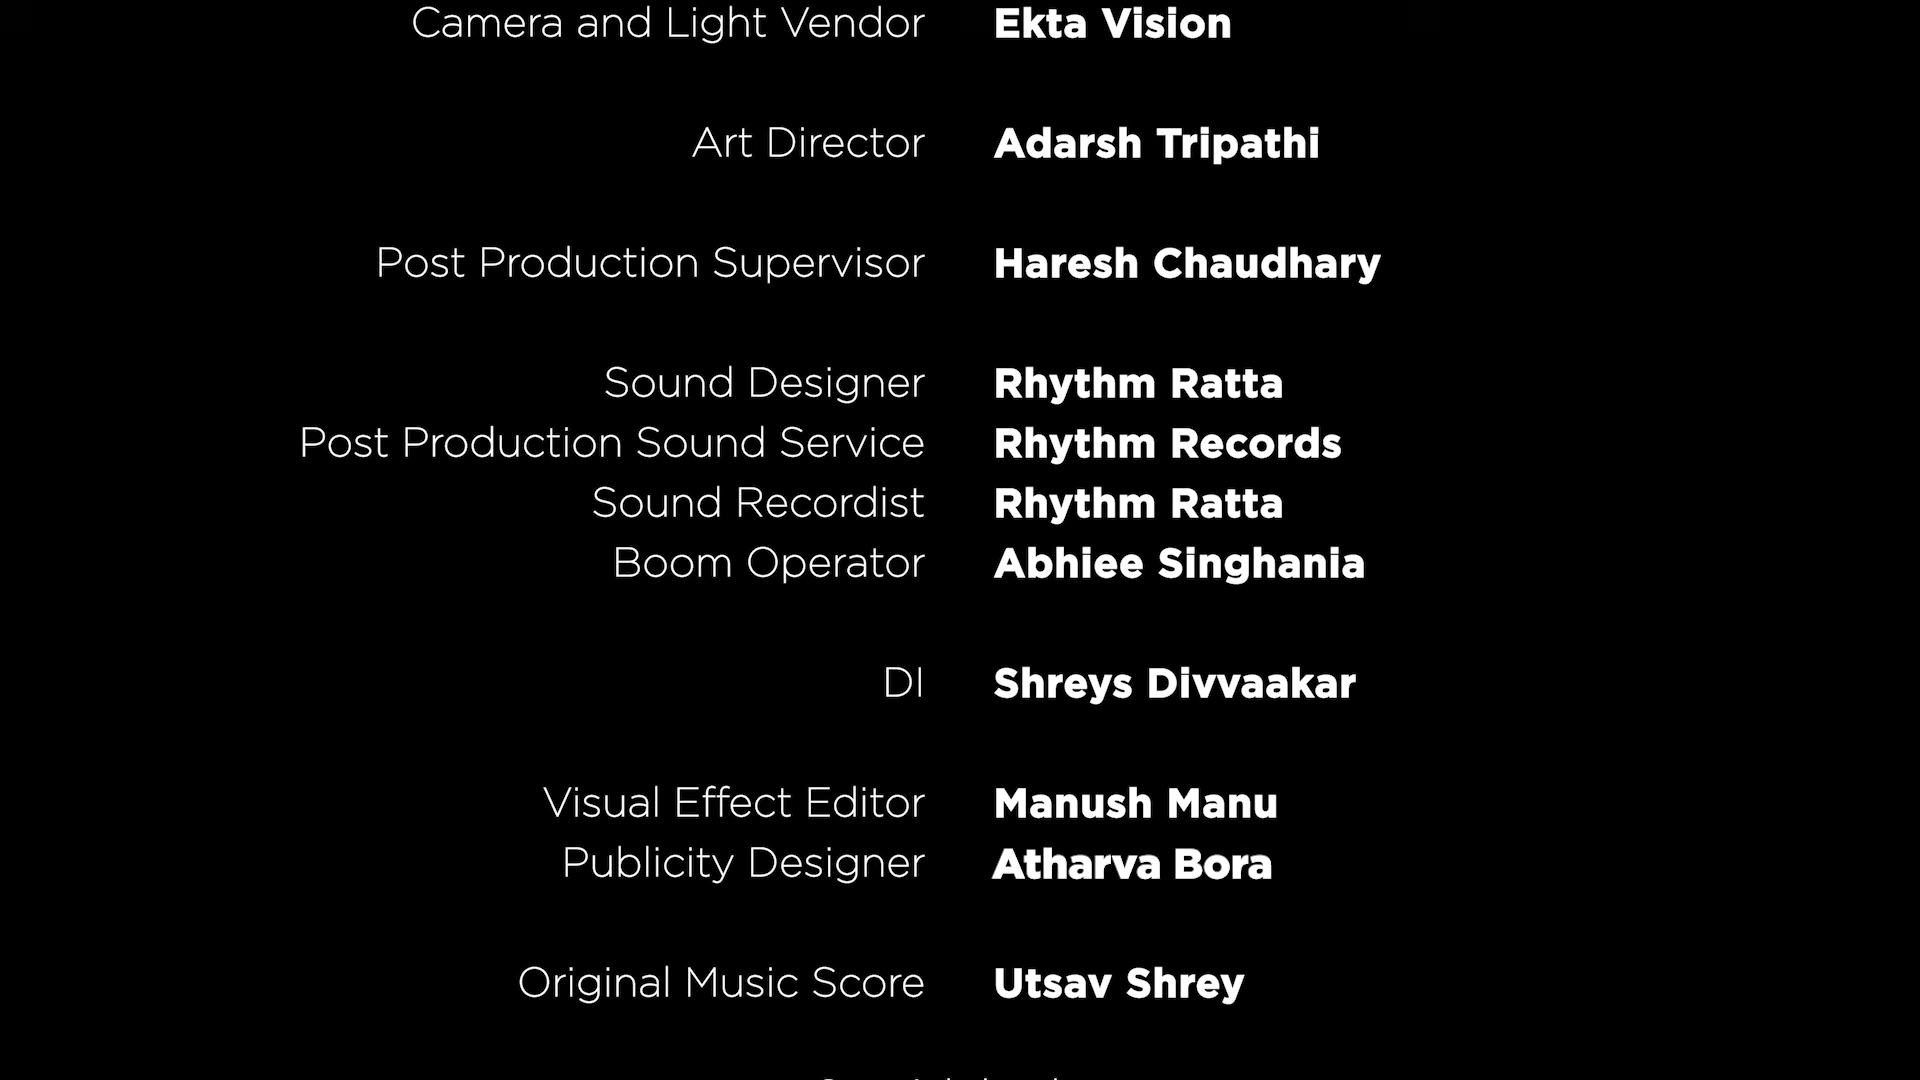 Camera and Light Vendor Ekta Vision
Art Director Adarsh Tripathi
Post Production Supervisor Haresh Chaudhary
Sound Designer Rhythm Ratta
Post Production Sound Service Rhythm Records
Sound Recordist Rhythm Ratta
Boom Operator Abhiee Singhania
DI Shreys Divvaakar
Visual Effect Editor Manush Manu
Publicity Designer Atharva Bora
Original Music Score Utsav Shrey